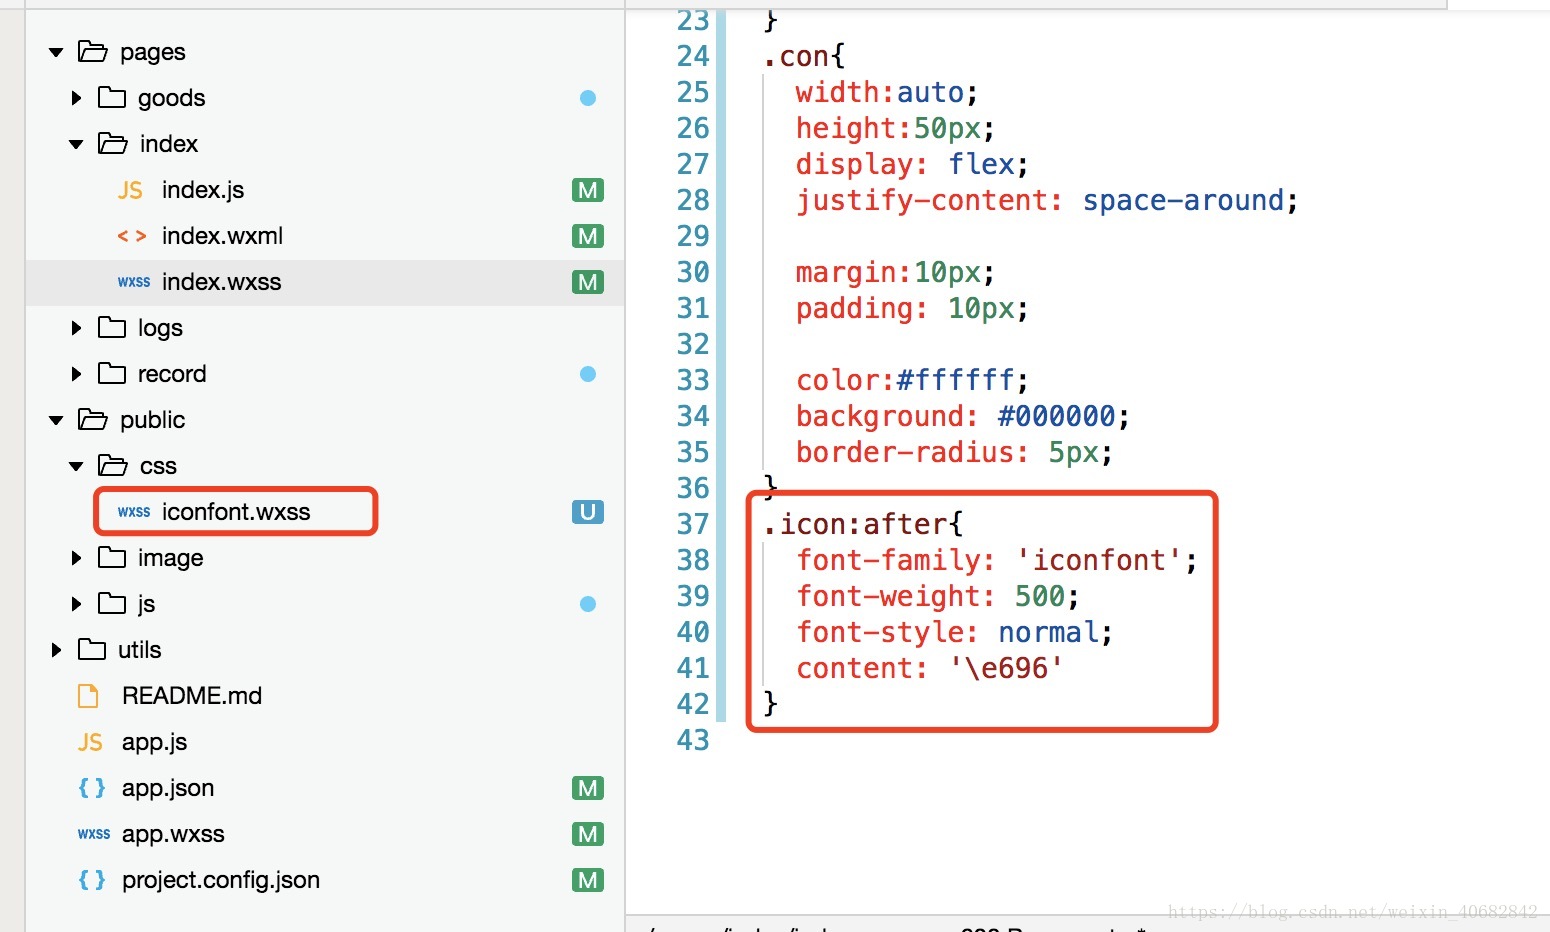 pages
goods
index
JS index.js M
< > index.wxml M
wxss index.wxss M
logs
record
public
css
wxss iconfont.wxss U
image
js
utils
README.md
JS app.js
{ } app.json M
wxss app.wxss M
{ } project.config.json M
23 }
24 .con{
25 width:auto;
26 height:50px;
27 display: flex;
28 justify-content: space-around;
29
30 margin:10px;
31 padding: 10px;
32
33 color:#ffffff;
34 background: #000000;
35 border-radius: 5px;
36 }
37 .icon:after{
38 font-family: 'iconfont';
39 font-weight: 500;
40 font-style: normal;
41 content: '\e696'
42 }
43
https://blog.csdn.net/weixin_40682842